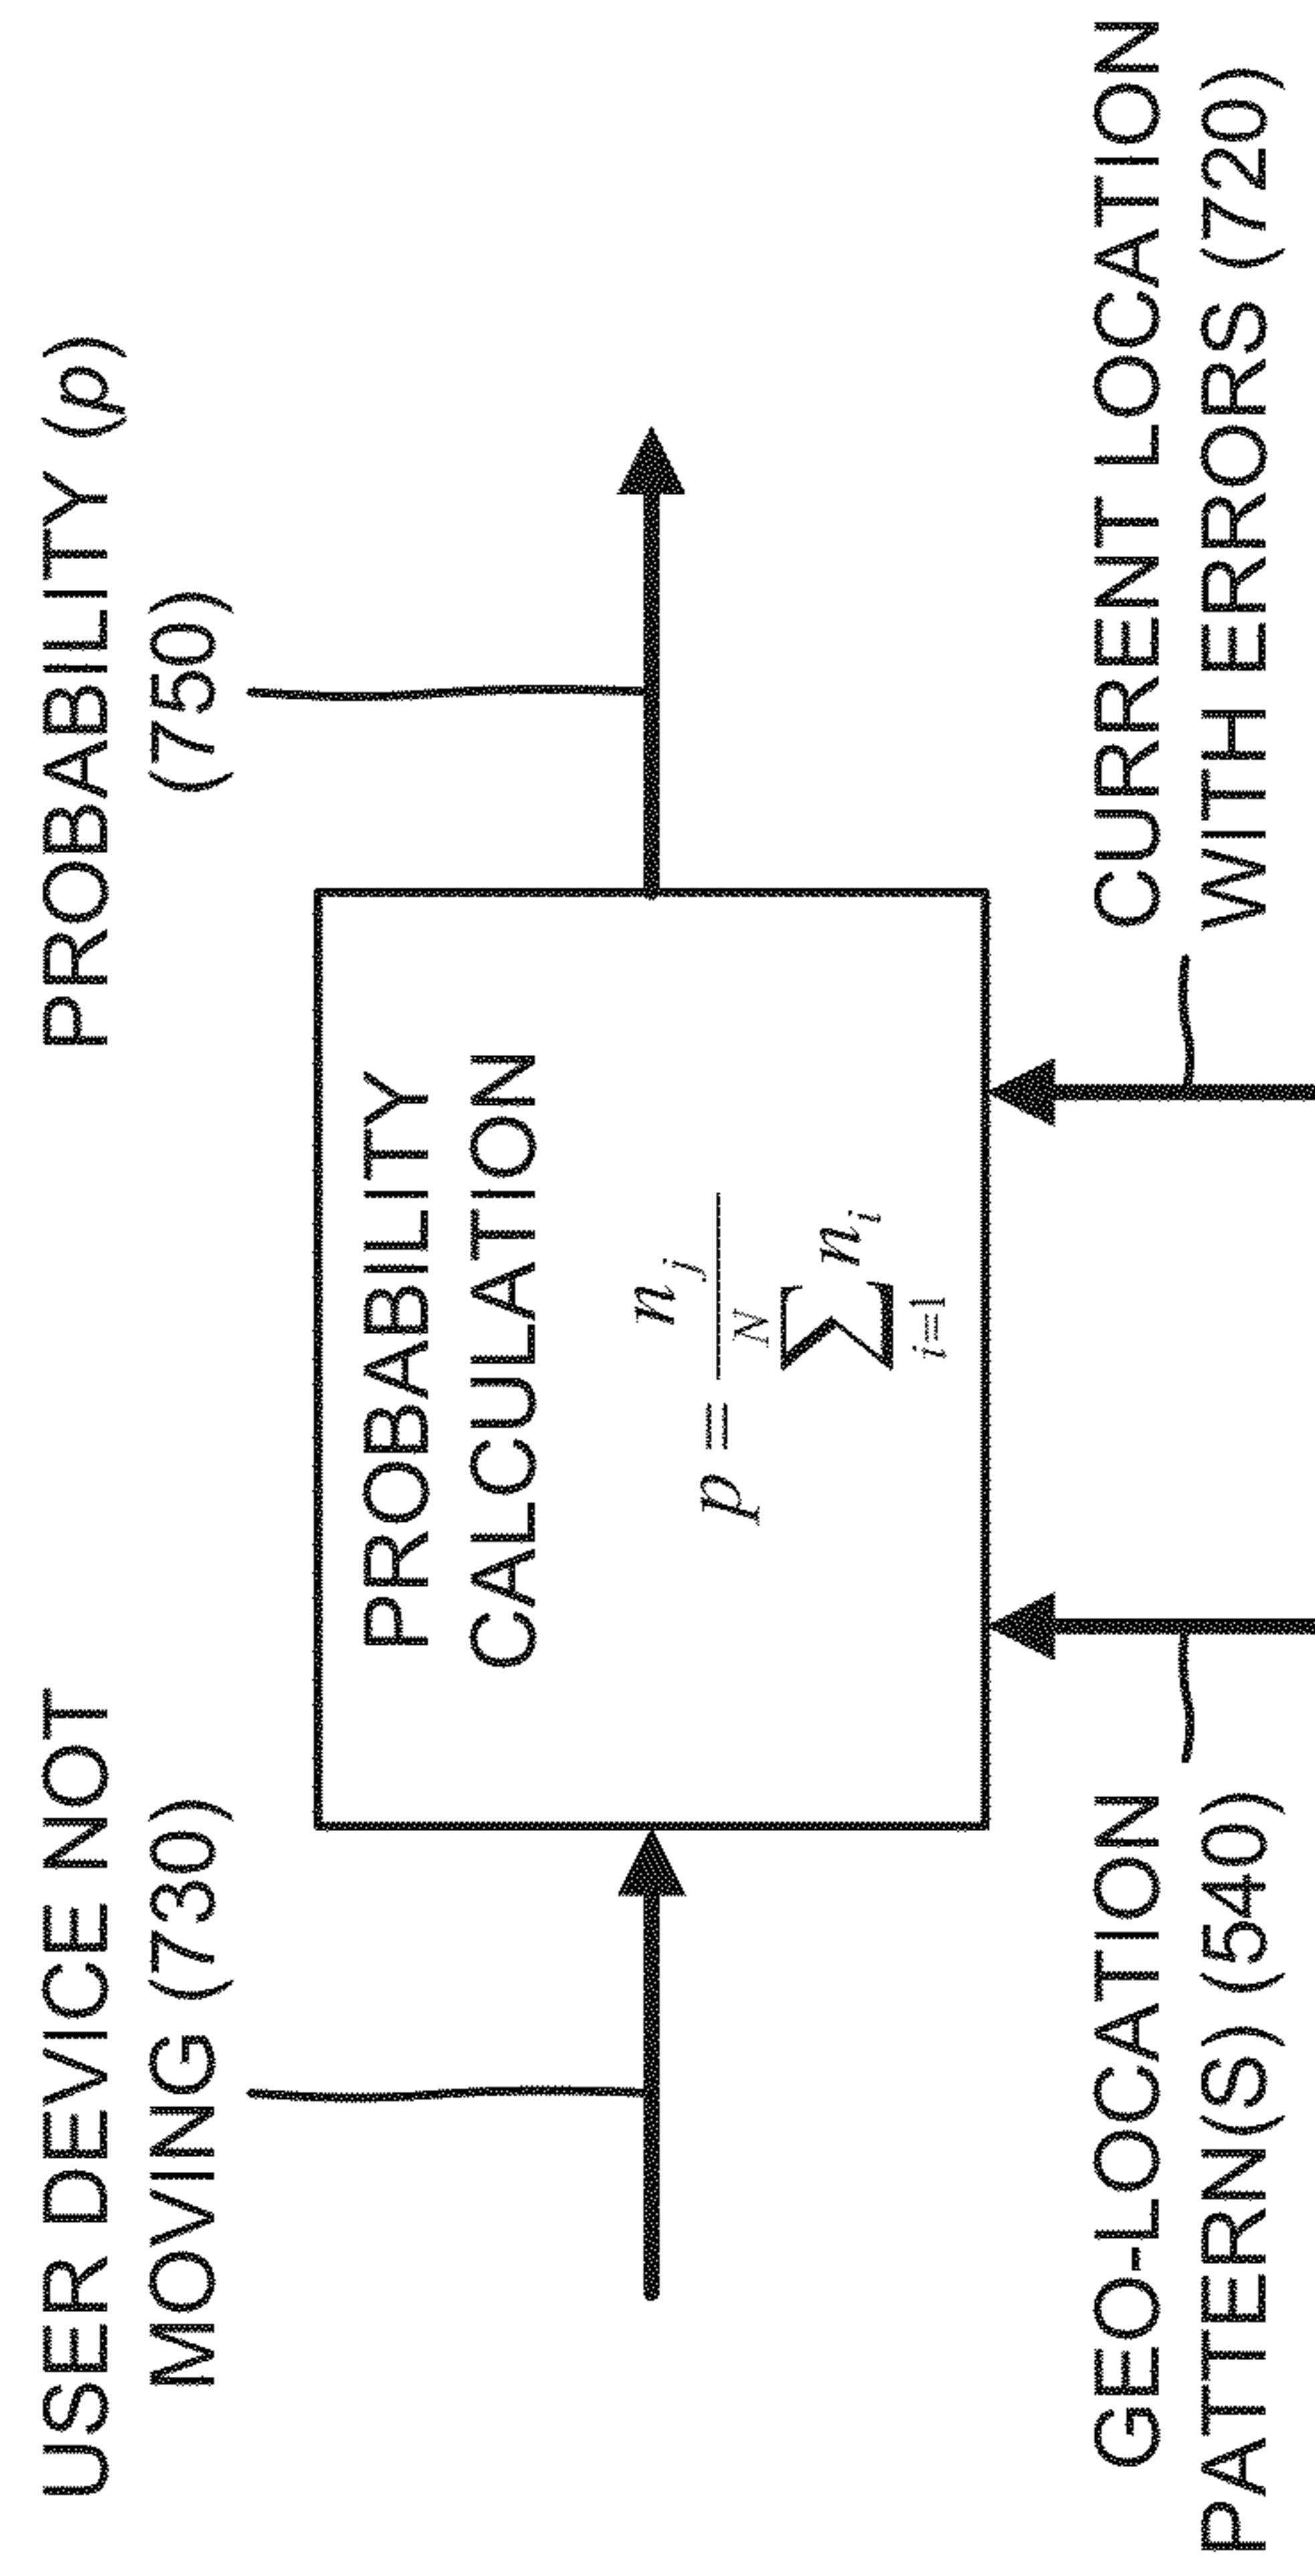 USER DEVICE NOT
MOVING (730)
PROBABILITY (p)
(750)
PROBABILITY
CALCULATION
p = n_j / \sum_{i=1}^{N} n_i
GEO-LOCATION
PATTERN(S) (540)
CURRENT LOCATION
WITH ERRORS (720)